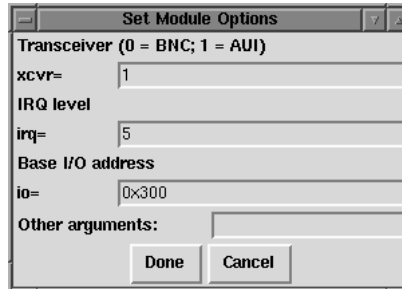 Set Module Options
Transceiver (0 = BNC; 1 = AUI)
xcvr= 1
IRQ level
irq= 5
Base I/O address
io= 0x300
Other arguments:
Done Cancel